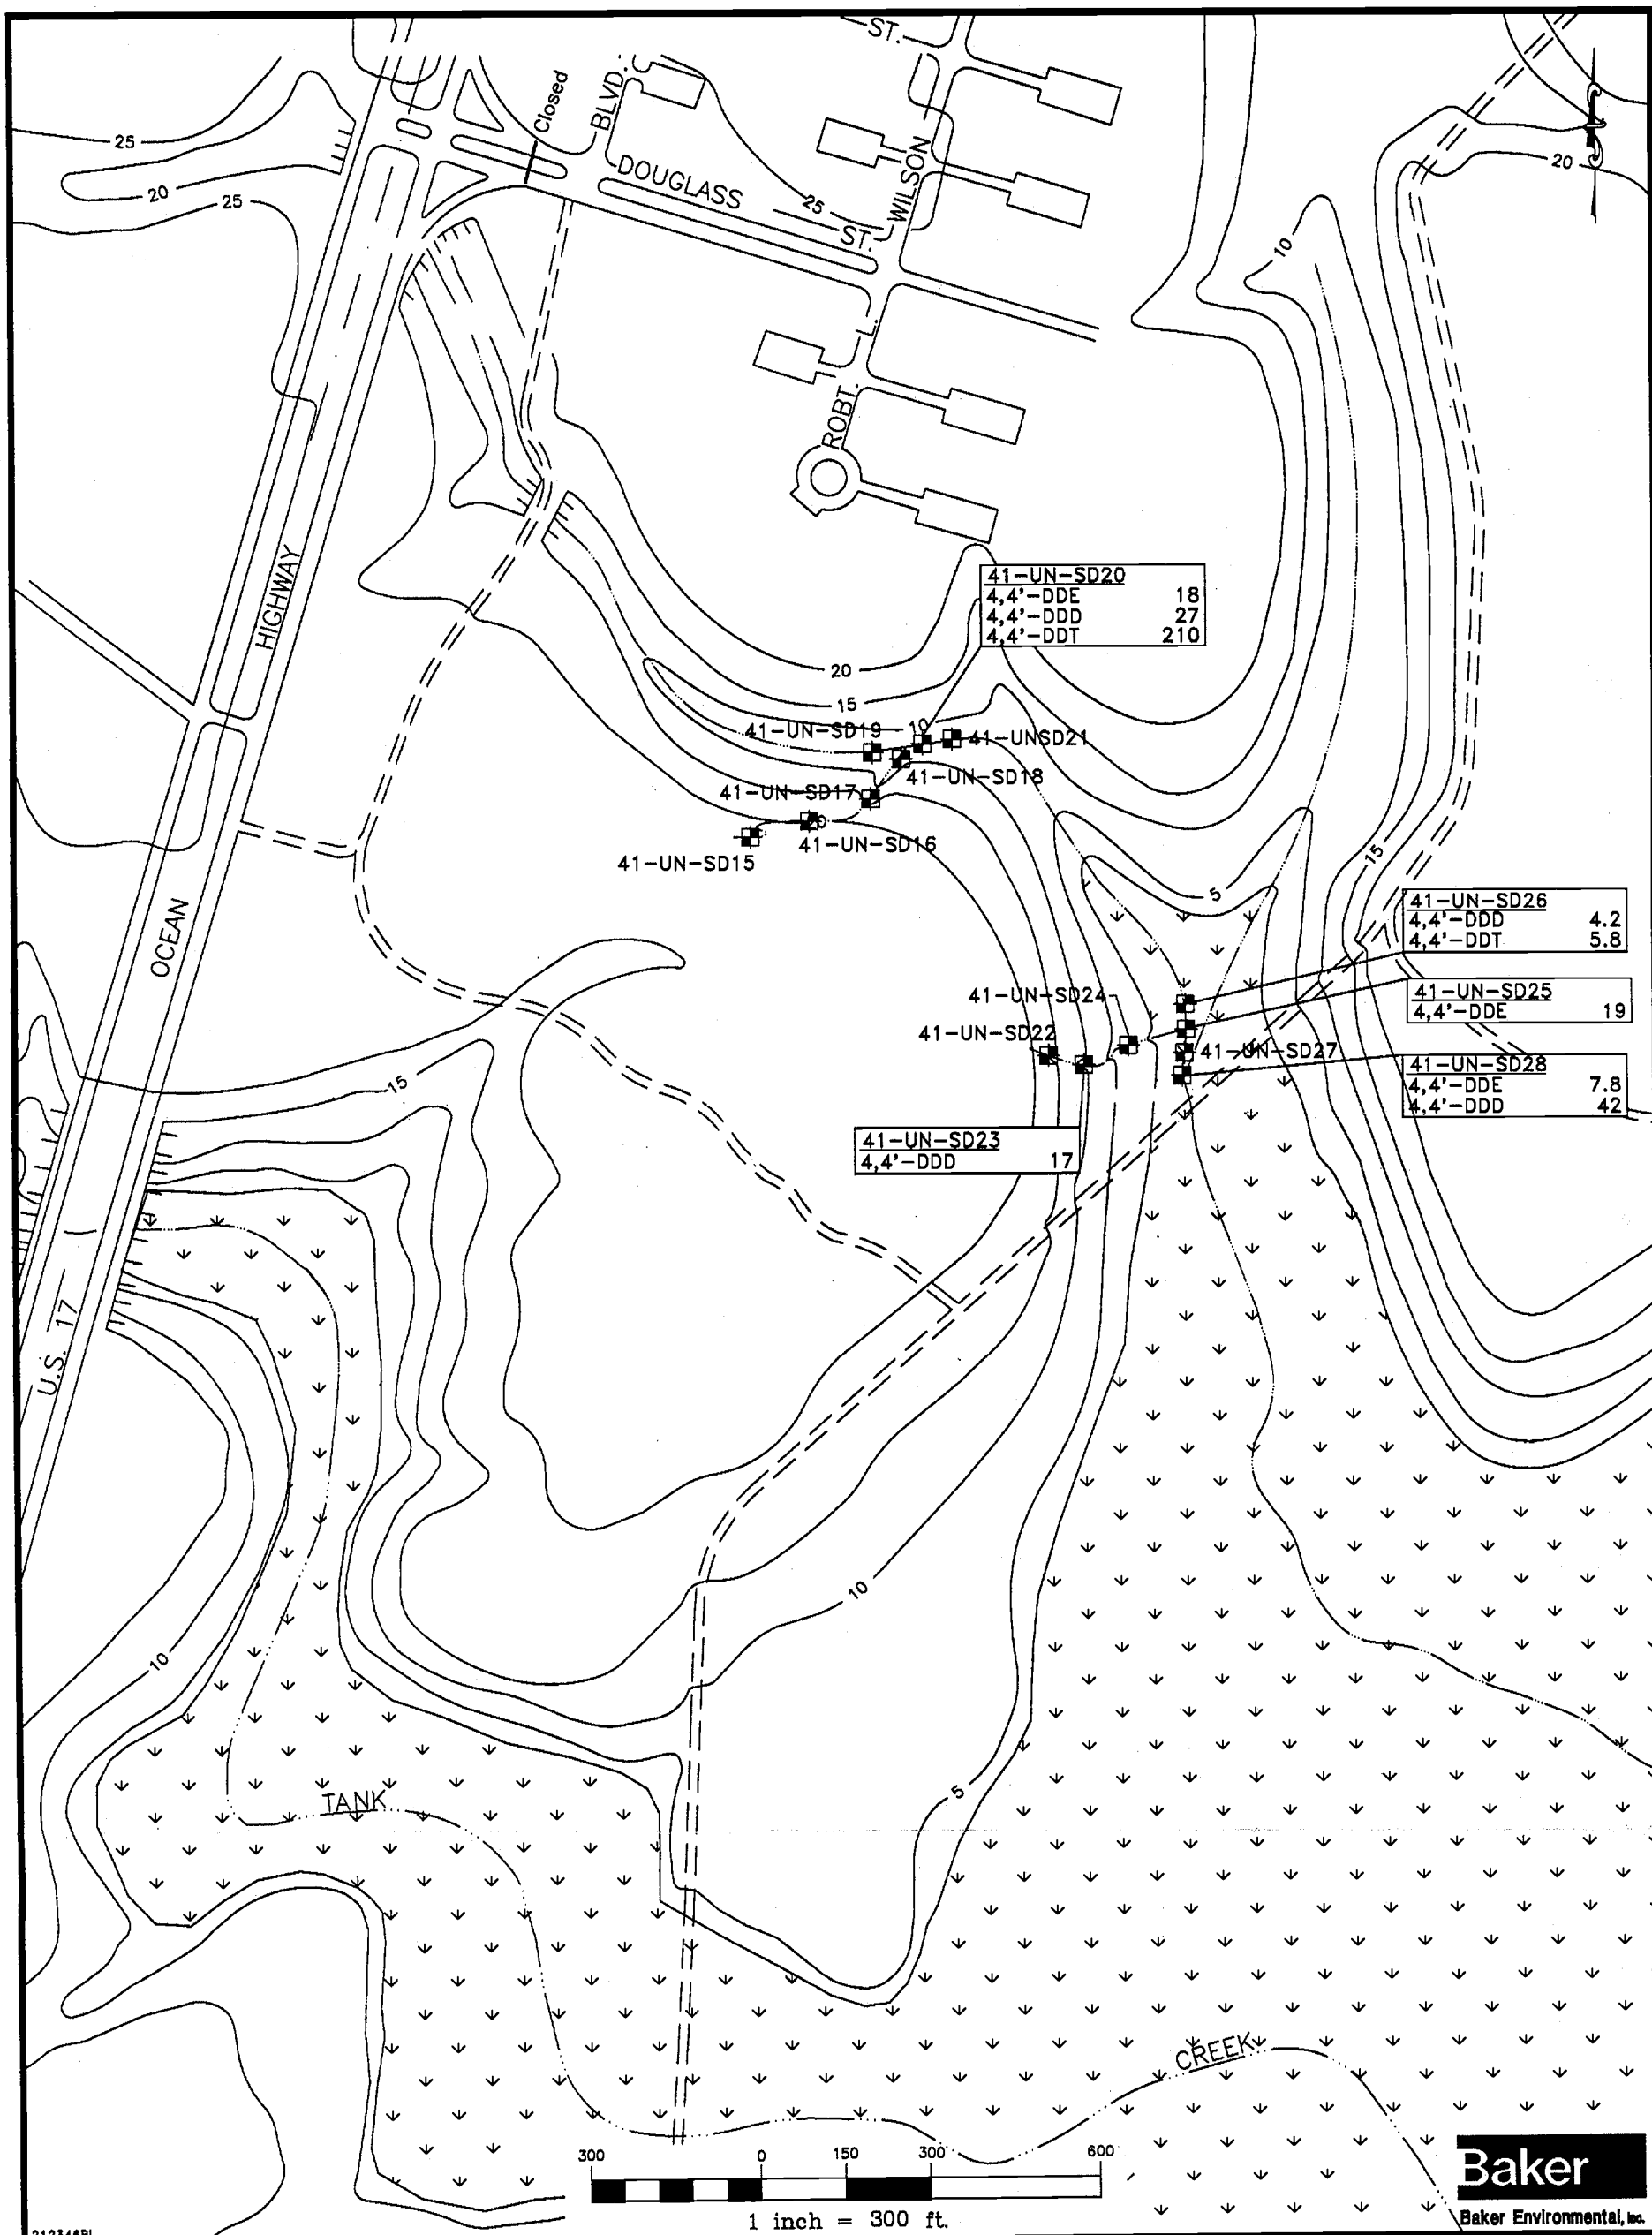 ST.
Closed
BLVD.
25
DOUGLASS
ST.
25
WILSON
20
25
20
10
L.
ROBT.
HIGHWAY
41-UN-SD20
4,4'-DDE 18
4,4'-DDD 27
4,4'-DDT 210
20
15
10
41-UN-SD19
41-UNSD21
41-UN-SD18
41-UN-SD17
41-UN-SD16
41-UN-SD15
15
5
OCEAN
41-UN-SD26
4,4'-DDD 4.2
4,4'-DDT 5.8
41-UN-SD24
41-UN-SD25
4,4'-DDE 19
41-UN-SD22
41-UN-SD27
41-UN-SD28
4,4'-DDE 7.8
4,4'-DDD 42
15
41-UN-SD23
4,4'-DDD 17
U.S. 17
10
10
5
TANK
CREEK
300 0 150 300 600
1 inch = 300 ft.
Baker
Baker Environmental, Inc.